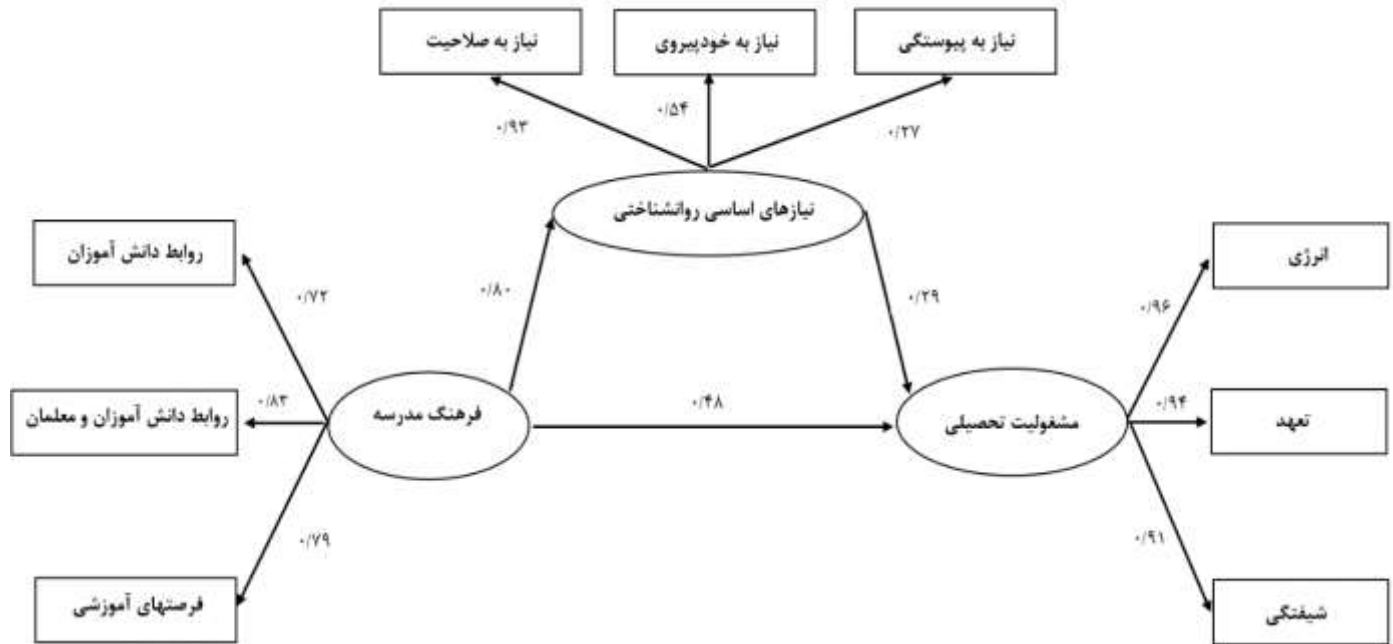 نیاز به پیوستگی
نیاز به خودپیروی
نیاز به صلاحیت
۰/۲۷
۰/۵۴
۰/۹۳
نیازهای اساسی روانشناختی
انرژی
روابط دانش آموزان
۰/۹۶
۰/۲۹
۰/۸۰
۰/۷۲
تعهد
۰/۹۴
مشغولیت تحصیلی
۰/۴۸
فرهنگ مدرسه
۰/۸۳
روابط دانش آموزان و معلمان
۰/۹۱
۰/۷۹
شیفتگی
فرصتهای آموزشی